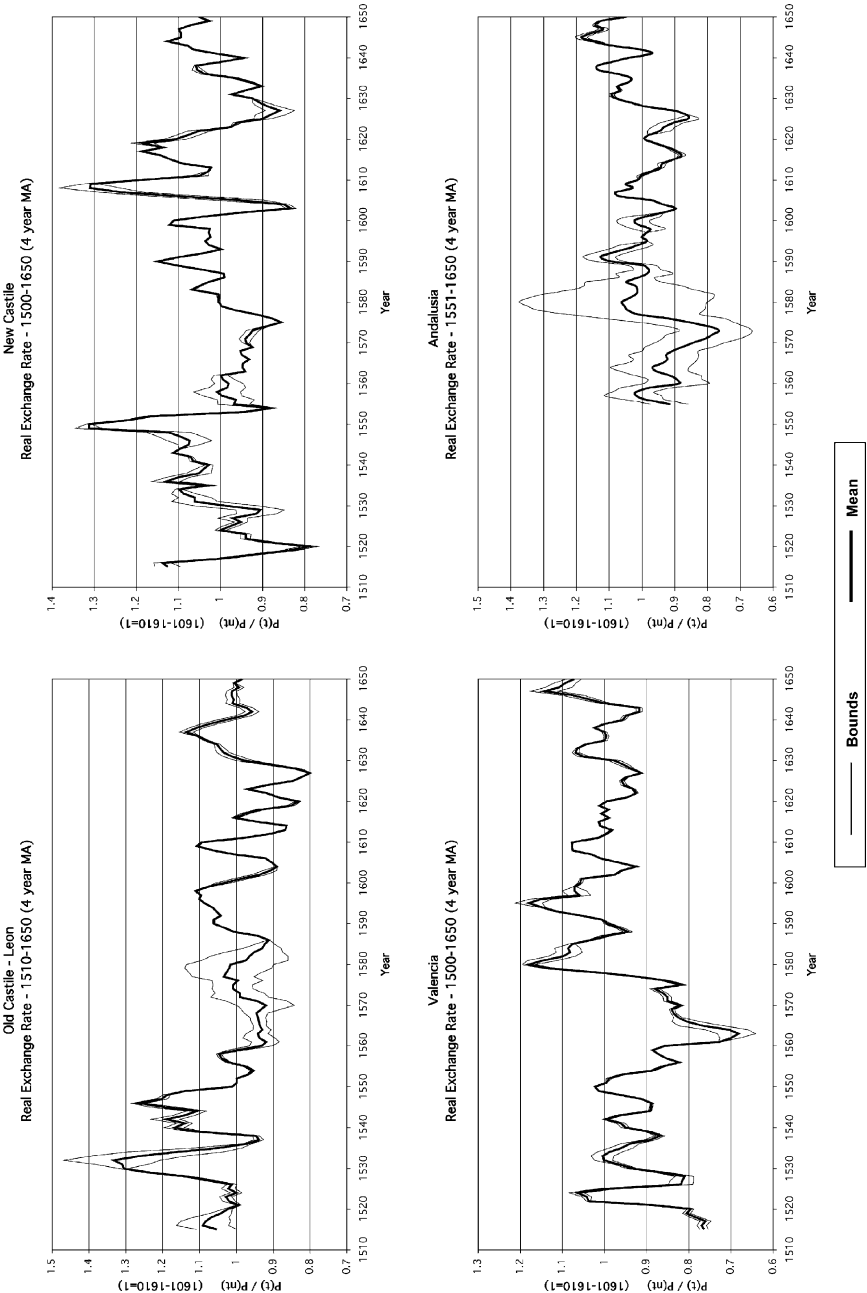 Old Castile - Leon
Real Exchange Rate - 1510-1650 (4 year MA)
P(t) / P(nt) (1601-1610=1)
1.5
1.4
1.3
1.2
1.1
1
0.9
0.8
0.7
1510 1520 1530 1540 1550 1560 1570 1580 1590 1600 1610 1620 1630 1640 1650
Year
New Castile
Real Exchange Rate - 1500-1650 (4 year MA)
P(t) / P(nt) (1601-1610=1)
1.4
1.3
1.2
1.1
1
0.9
0.8
0.7
1510 1520 1530 1540 1550 1560 1570 1580 1590 1600 1610 1620 1630 1640 1650
Year
Valencia
Real Exchange Rate - 1500-1650 (4 year MA)
P(t) / P(nt) (1601-1610=1)
1.3
1.2
1.1
1
0.9
0.8
0.7
0.6
1510 1520 1530 1540 1550 1560 1570 1580 1590 1600 1610 1620 1630 1640 1650
Year
Andalusia
Real Exchange Rate - 1551-1650 (4 year MA)
P(t) / P(nt) (1601-1610=1)
1.5
1.4
1.3
1.2
1.1
1
0.9
0.8
0.7
0.6
1510 1520 1530 1540 1550 1560 1570 1580 1590 1600 1610 1620 1630 1640 1650
Year
Bounds Mean